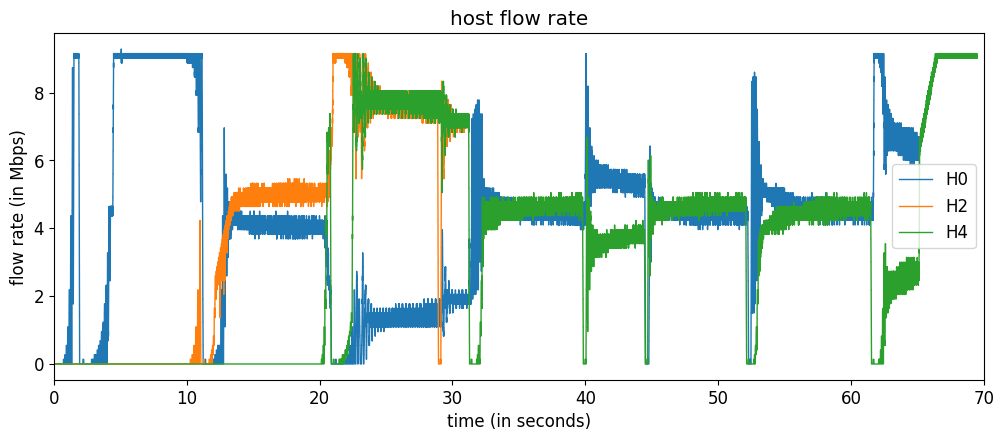 host flow rate
flow rate (in Mbps)
8
6
4
2
0
H0
H2
H4
0 10 20 30 40 50 60 70
time (in seconds)